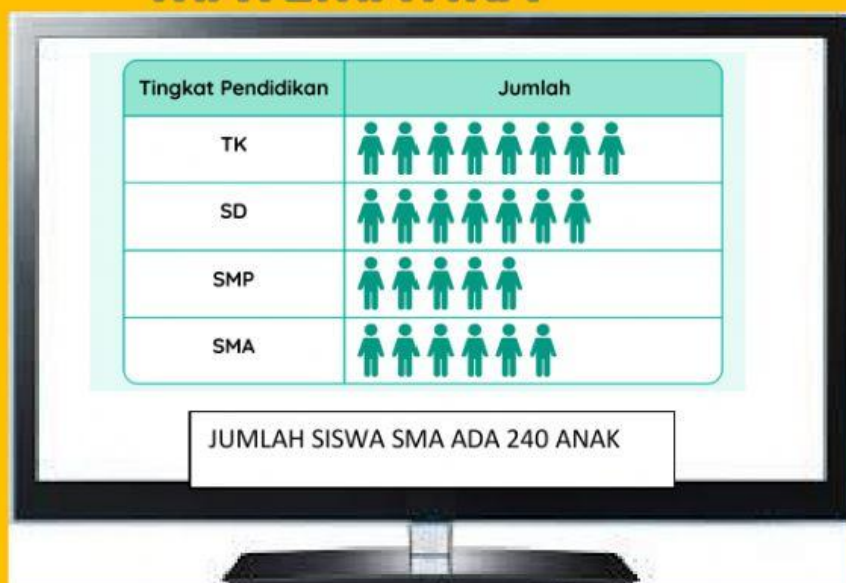 Tingkat Pendidikan Jumlah
TK
SD
SMP
SMA
JUMLAH SISWA SMA ADA 240 ANAK